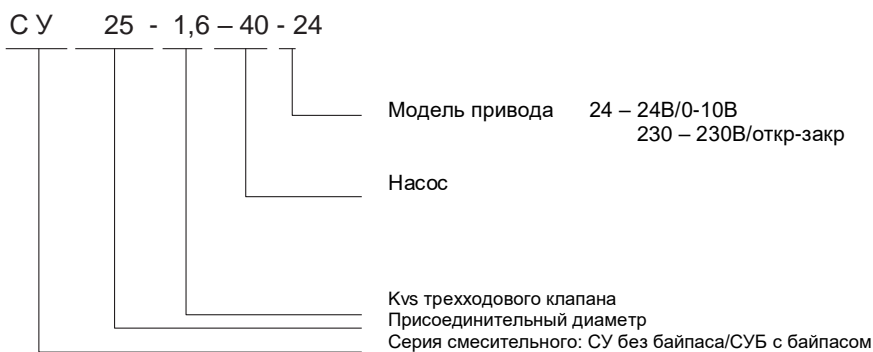 С У 25 - 1,6 – 40 - 24
Модель привода 24 – 24В/0-10В
230 – 230В/откр-закр
Насос
Kvs трехходового клапана
Присоединительный диаметр
Серия смесительного: СУ без байпаса/СУБ с байпасом